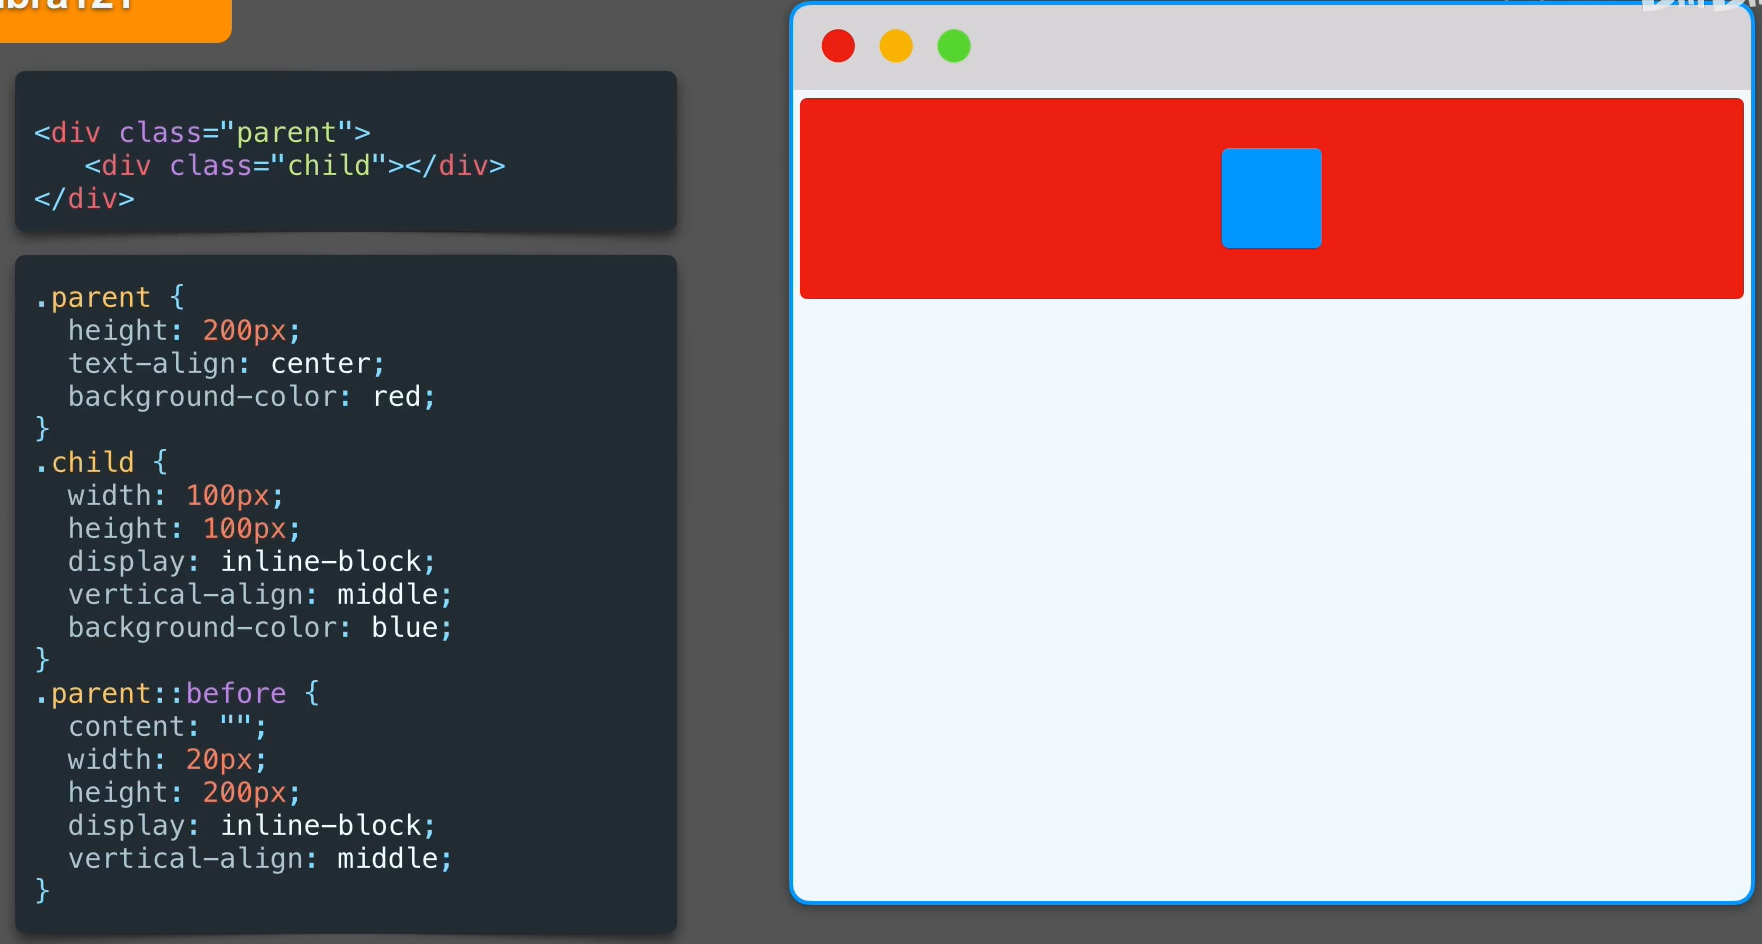 <div class="parent">
   <div class="child"></div>
</div>
.parent {
  height: 200px;
  text-align: center;
  background-color: red;
}
.child {
  width: 100px;
  height: 100px;
  display: inline-block;
  vertical-align: middle;
  background-color: blue;
}
.parent::before {
  content: "";
  width: 20px;
  height: 200px;
  display: inline-block;
  vertical-align: middle;
}